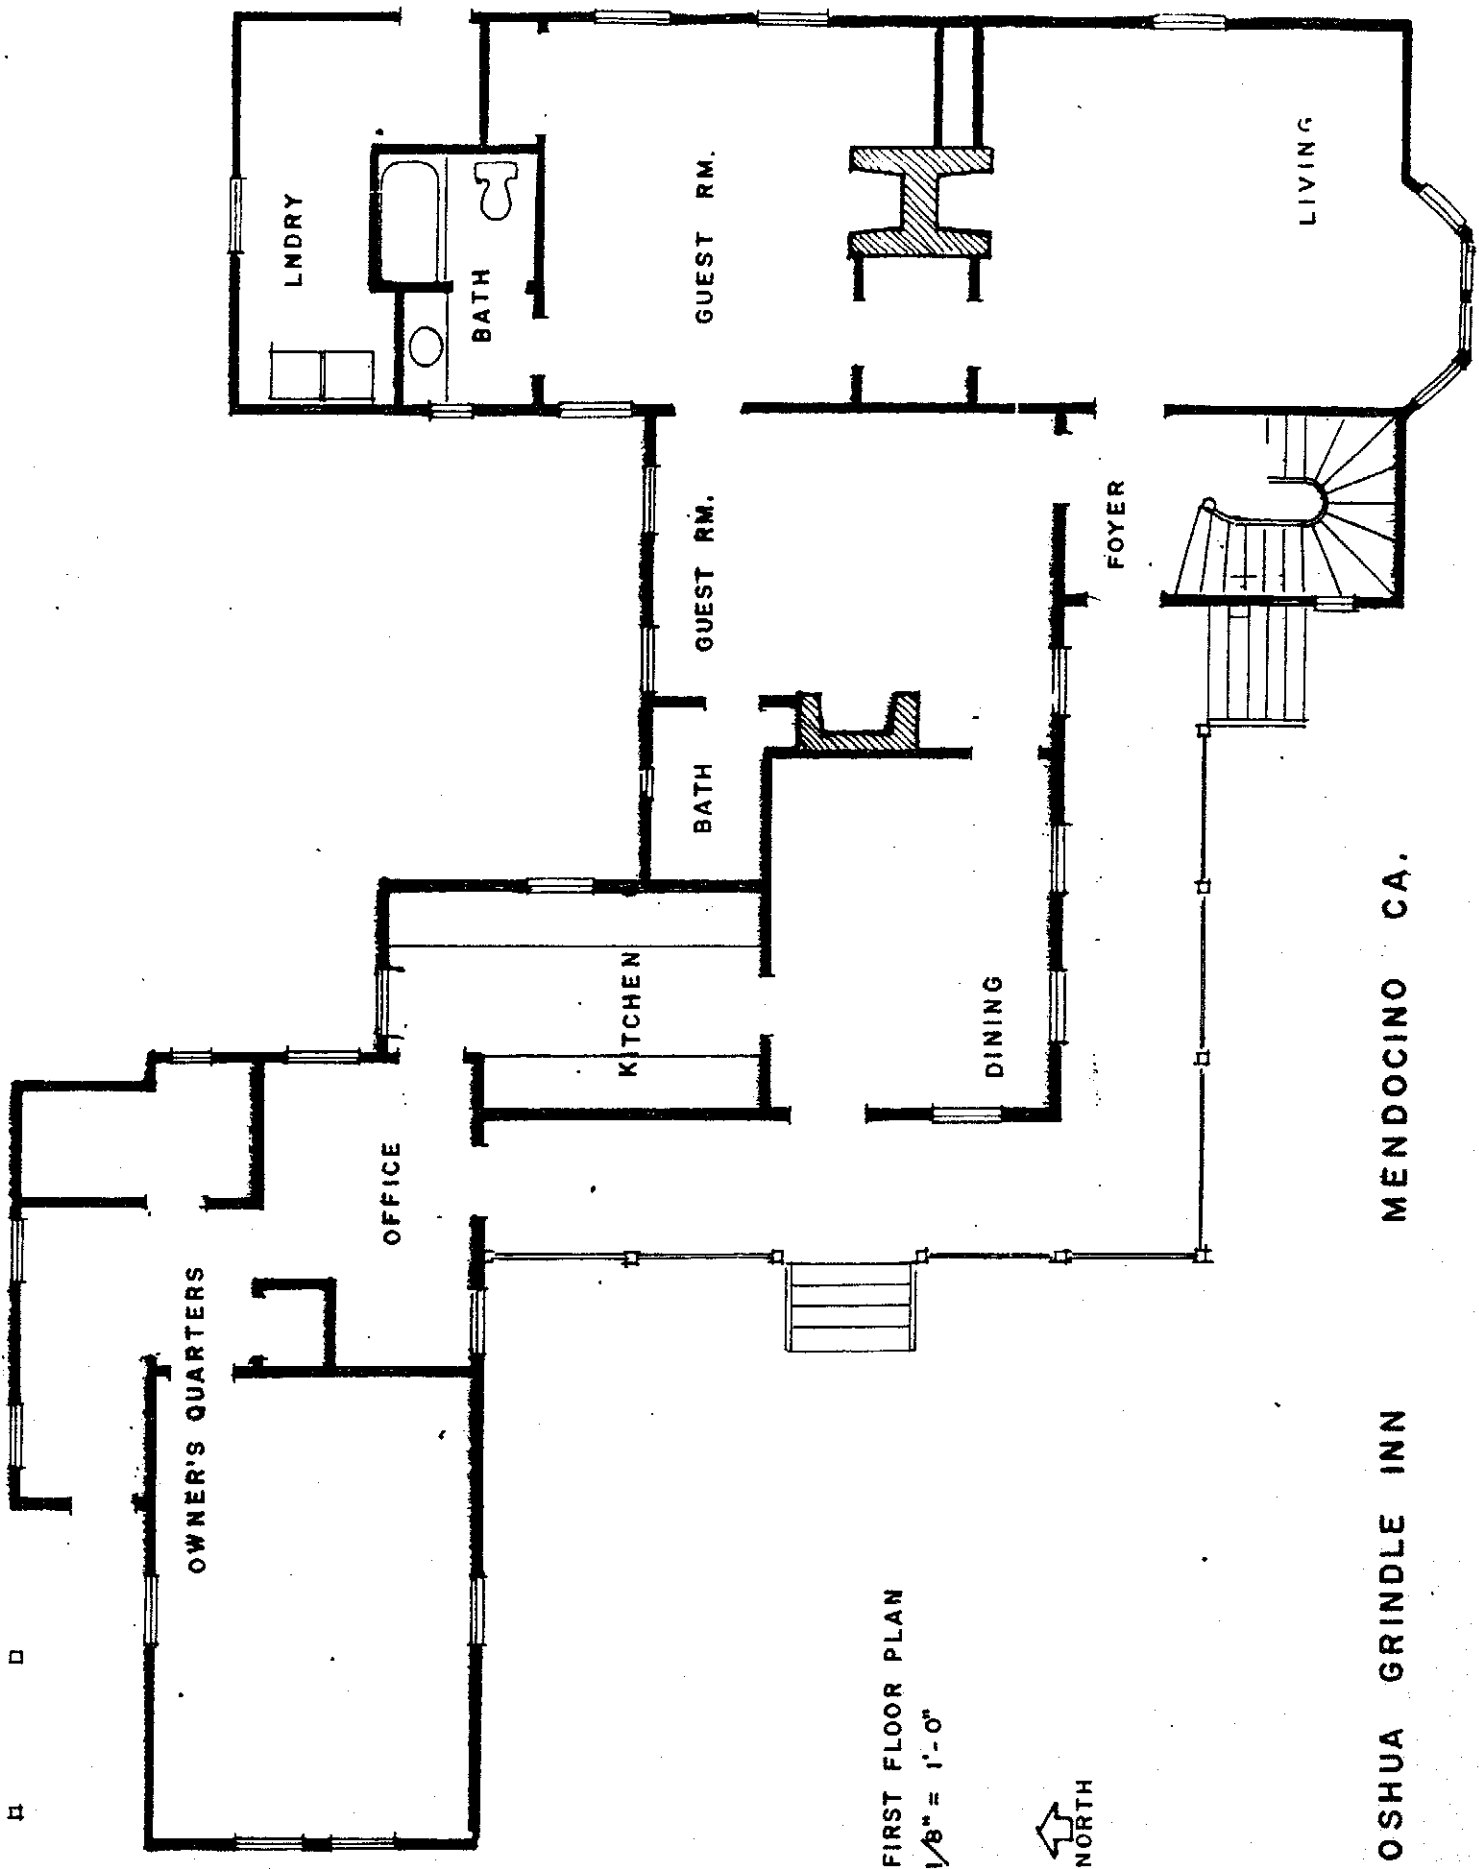 OWNER'S QUARTERS
OFFICE
KITCHEN
BATH
GUEST RM.
DINING
LNDRY
BATH
GUEST RM.
FOYER
LIVING
FIRST FLOOR PLAN
1/8" = 1'-0"
NORTH
OSHUA GRINDLE INN MENDOCINO CA.